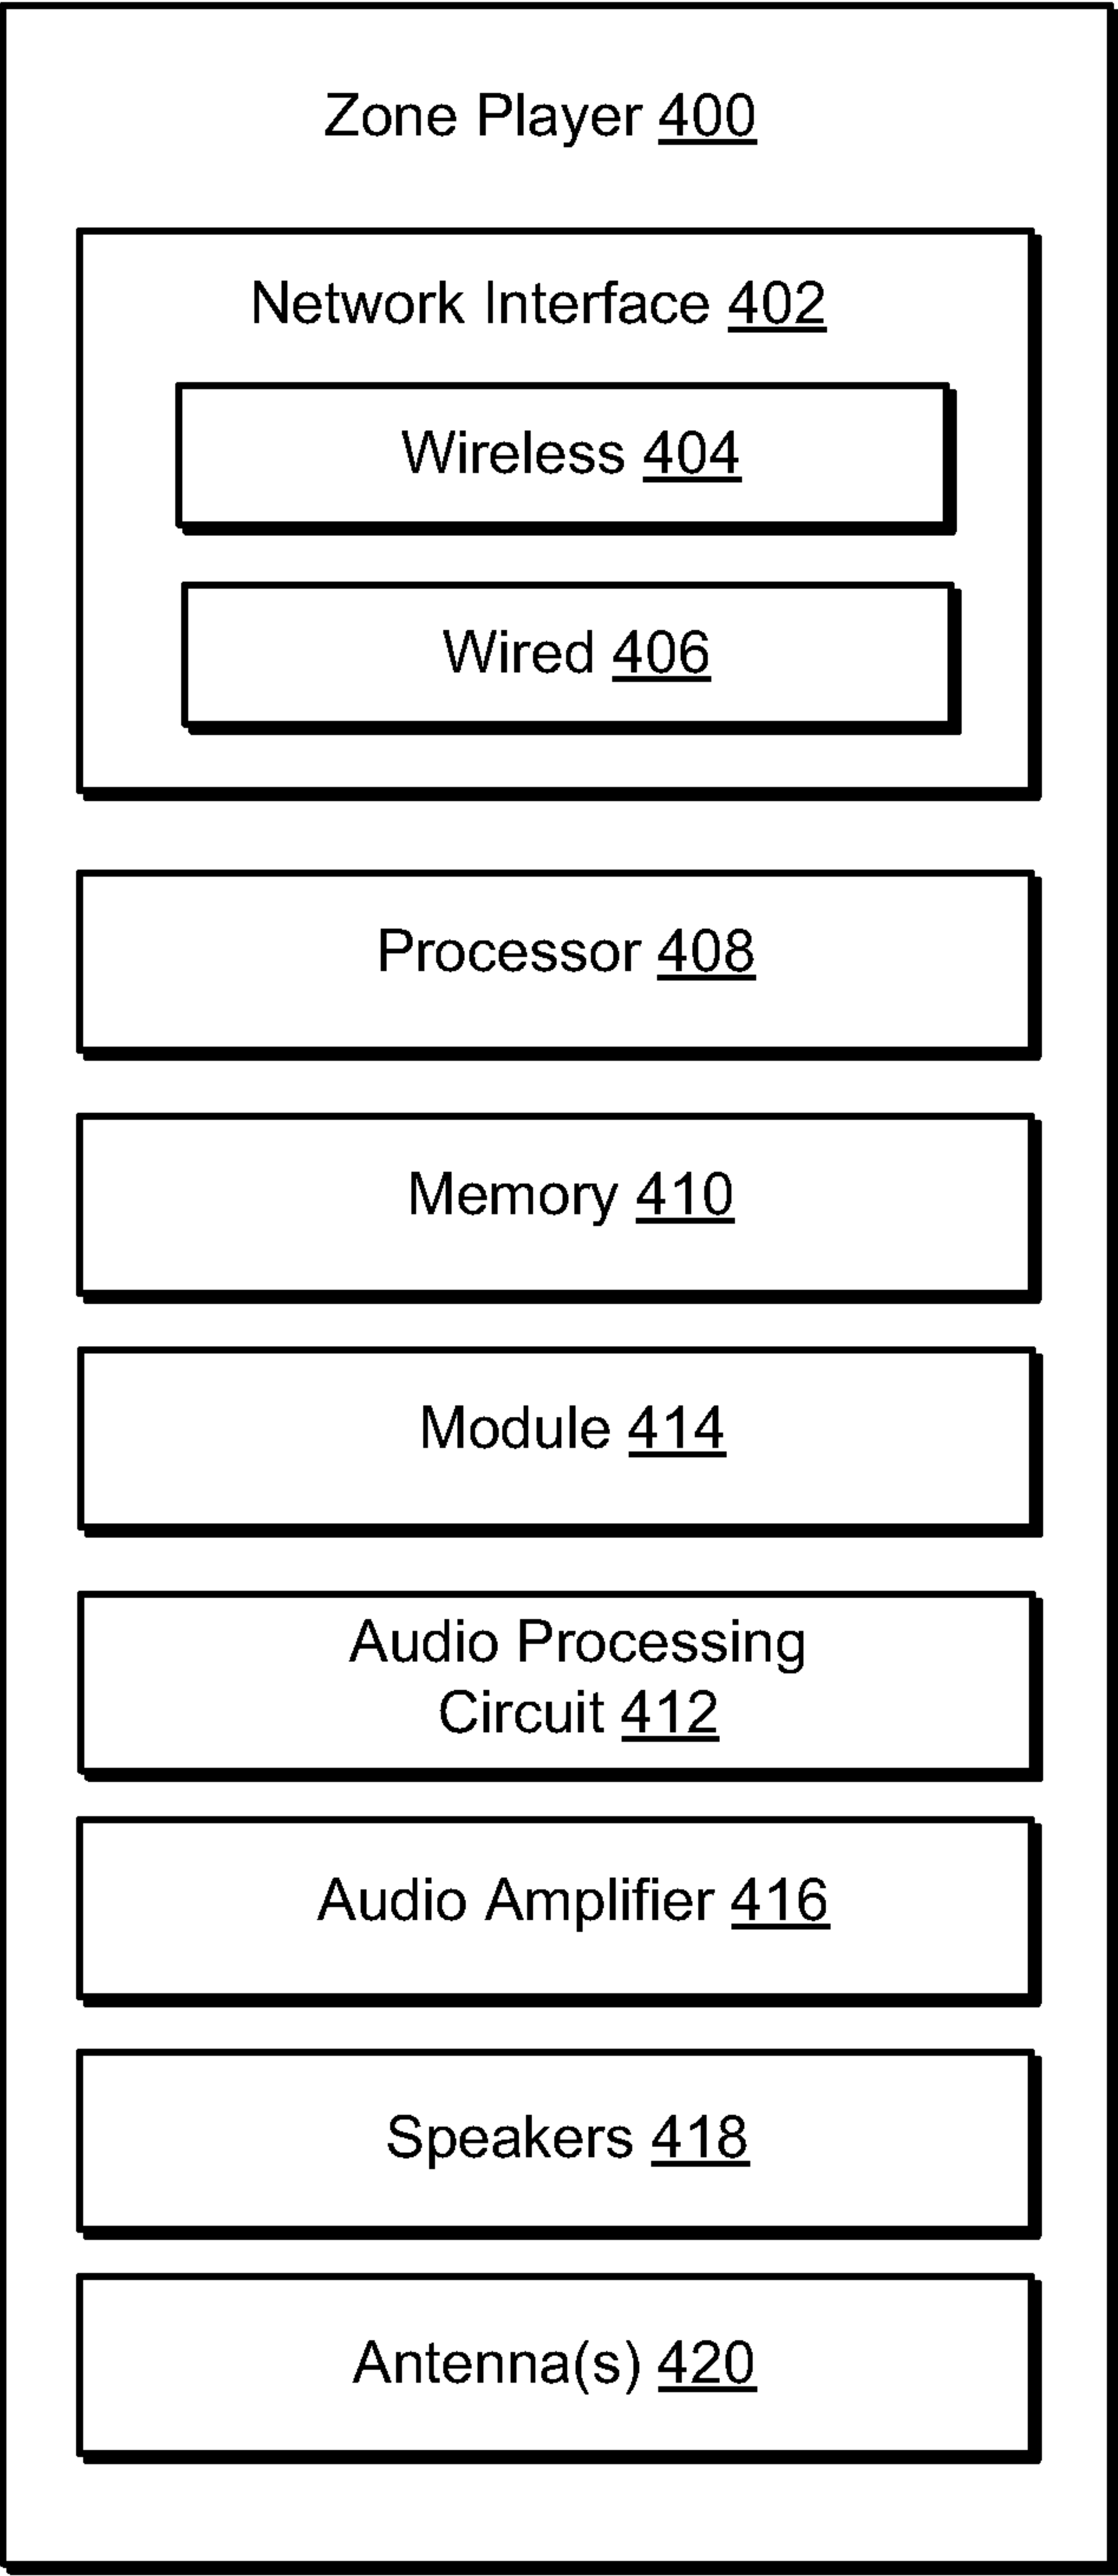 Zone Player 400
Network Interface 402
Wireless 404
Wired 406
Processor 408
Memory 410
Module 414
Audio Processing
Circuit 412
Audio Amplifier 416
Speakers 418
Antenna(s) 420